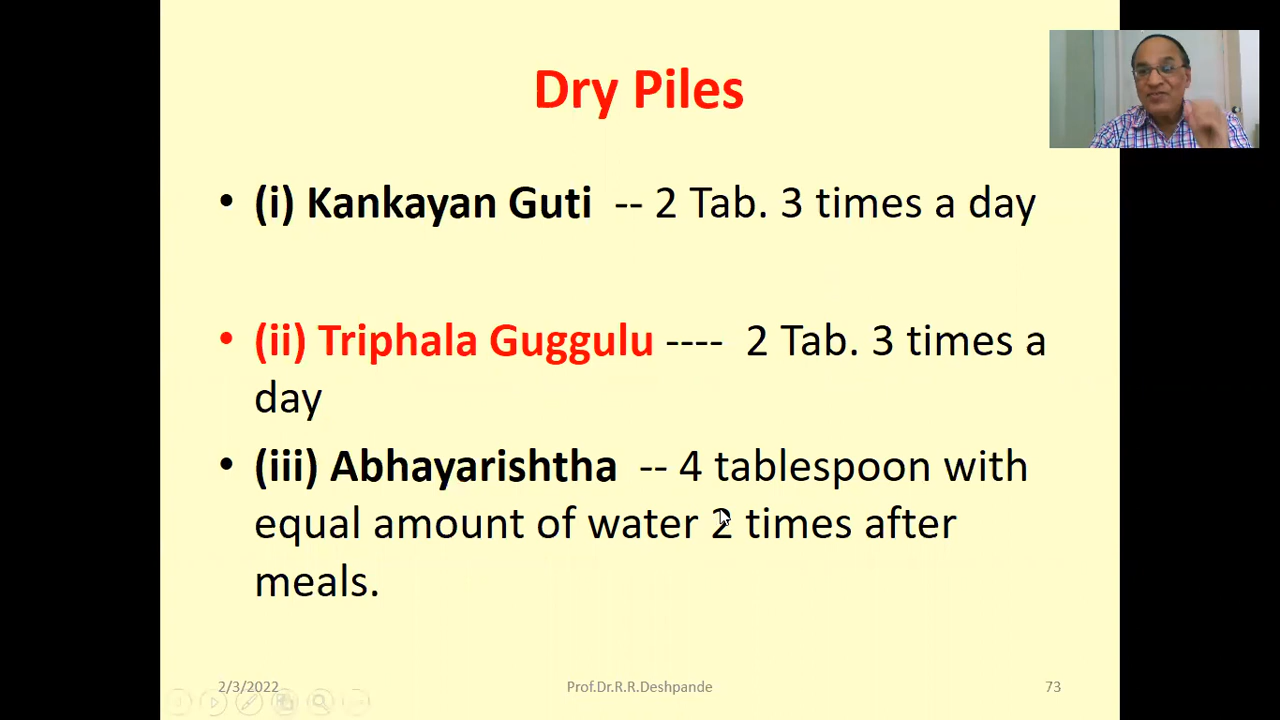 Dry Piles
• (i) Kankayan Guti -- 2 Tab. 3 times a day
• (ii) Triphala Guggulu ---- 2 Tab. 3 times a
day
• (iii) Abhayarishtha -- 4 tablespoon with
equal amount of water 2 times after
meals.
2/3/2022 Prof.Dr.R.R.Deshpande 73